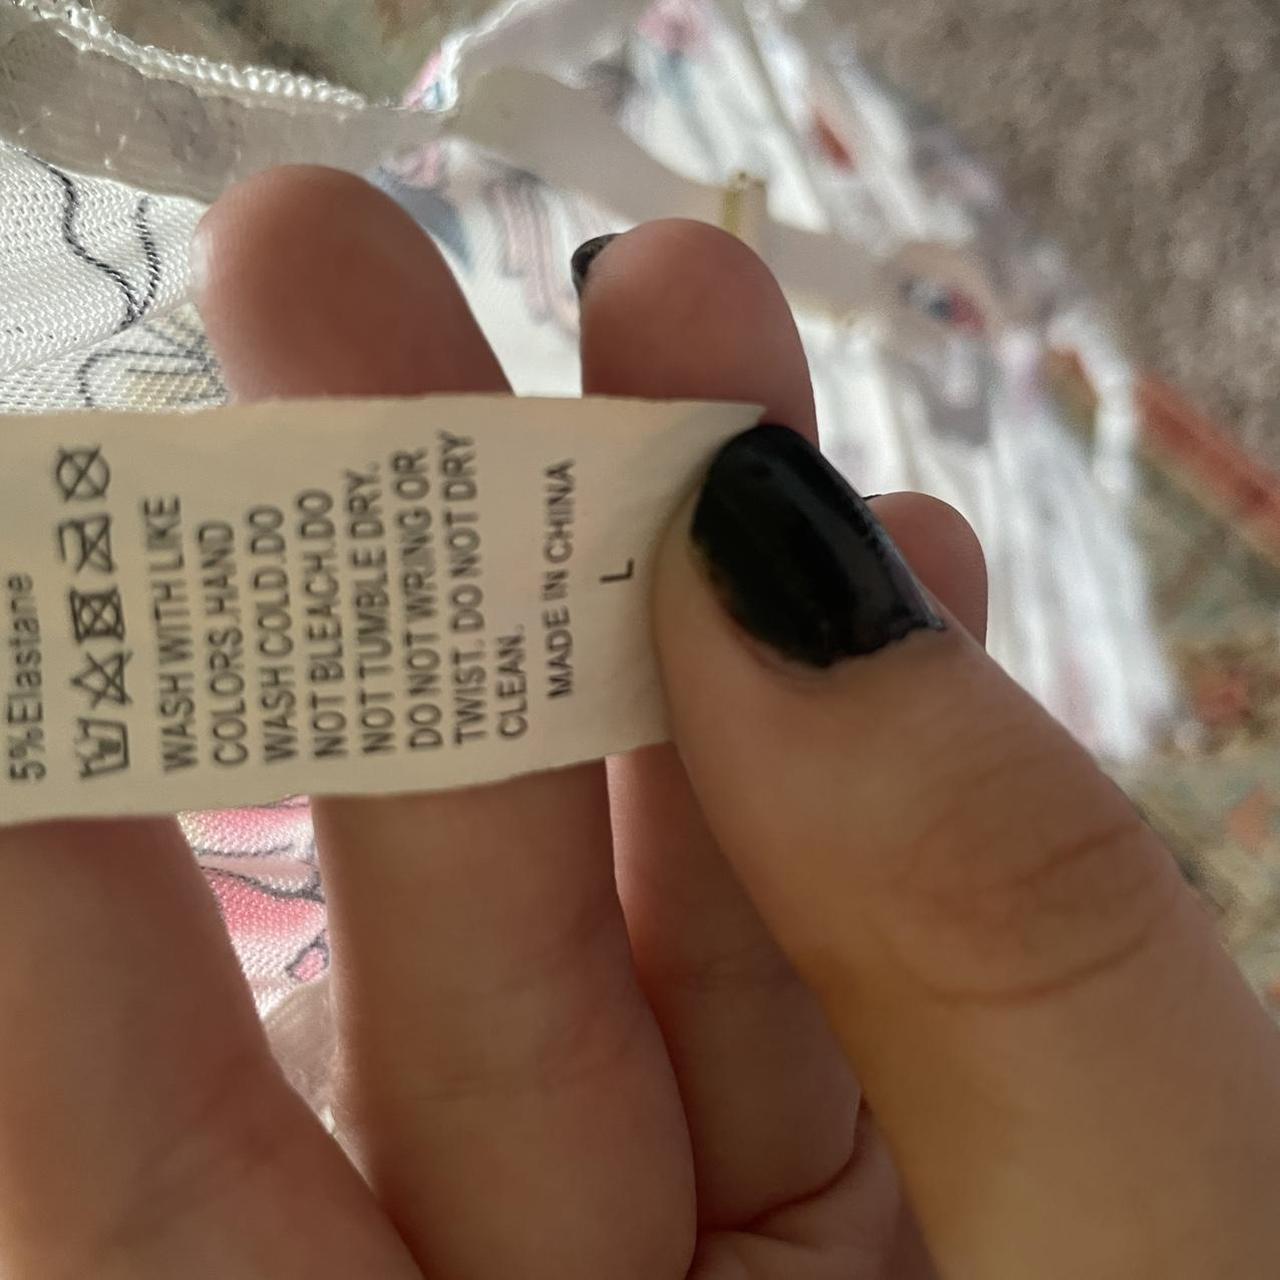 5%Elastane
WASH WITH LIKE
COLORS.HAND
WASH COLD.DO
NOT BLEACH.DO
NOT TUMBLE DRY.
DO NOT WRING OR
TWIST. DO NOT DRY
CLEAN.
MADE IN CHINA
L